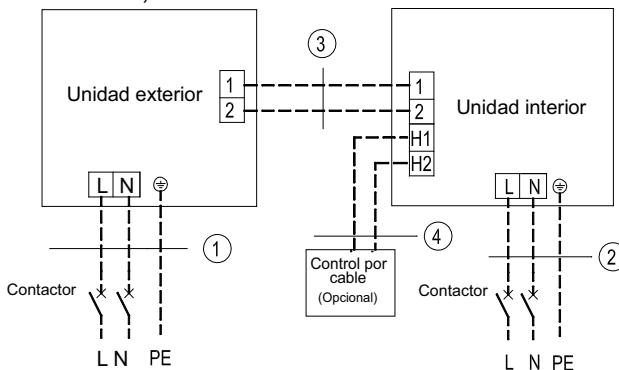 3
Unidad exterior
1
2
1
2
H1
H2
Unidad interior
L N
L N
1
4
2
Control por
cable
(Opcional)
Contactor
Contactor
L N PE
L N PE